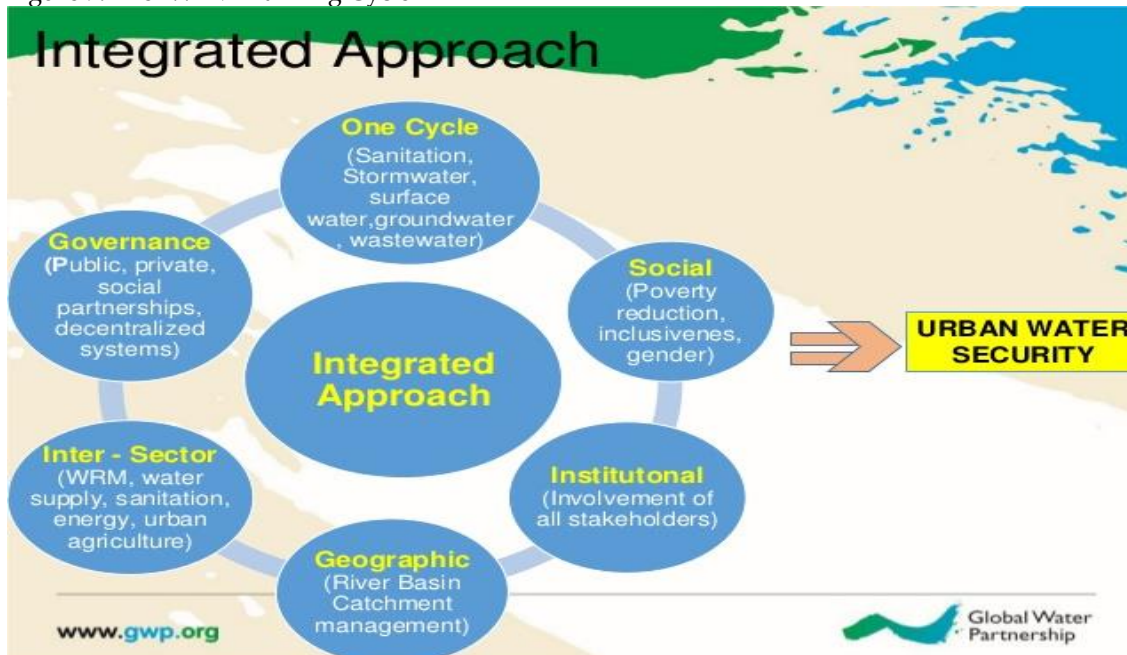 Integrated Approach
One Cycle
(Sanitation,
Stormwater,
surface
water,groundwater
, wastewater)
Governance
(Public, private,
social
partnerships,
decentralized
systems)
Social
(Poverty
reduction,
inclusivenes,
gender)
URBAN WATER
SECURITY
Integrated
Approach
Inter - Sector
(WRM, water
supply, sanitation,
energy, urban
agriculture)
Institutonal
(Involvement of
all stakeholders)
Geographic
(River Basin
Catchment
management)
www.gwp.org
Global Water
Partnership